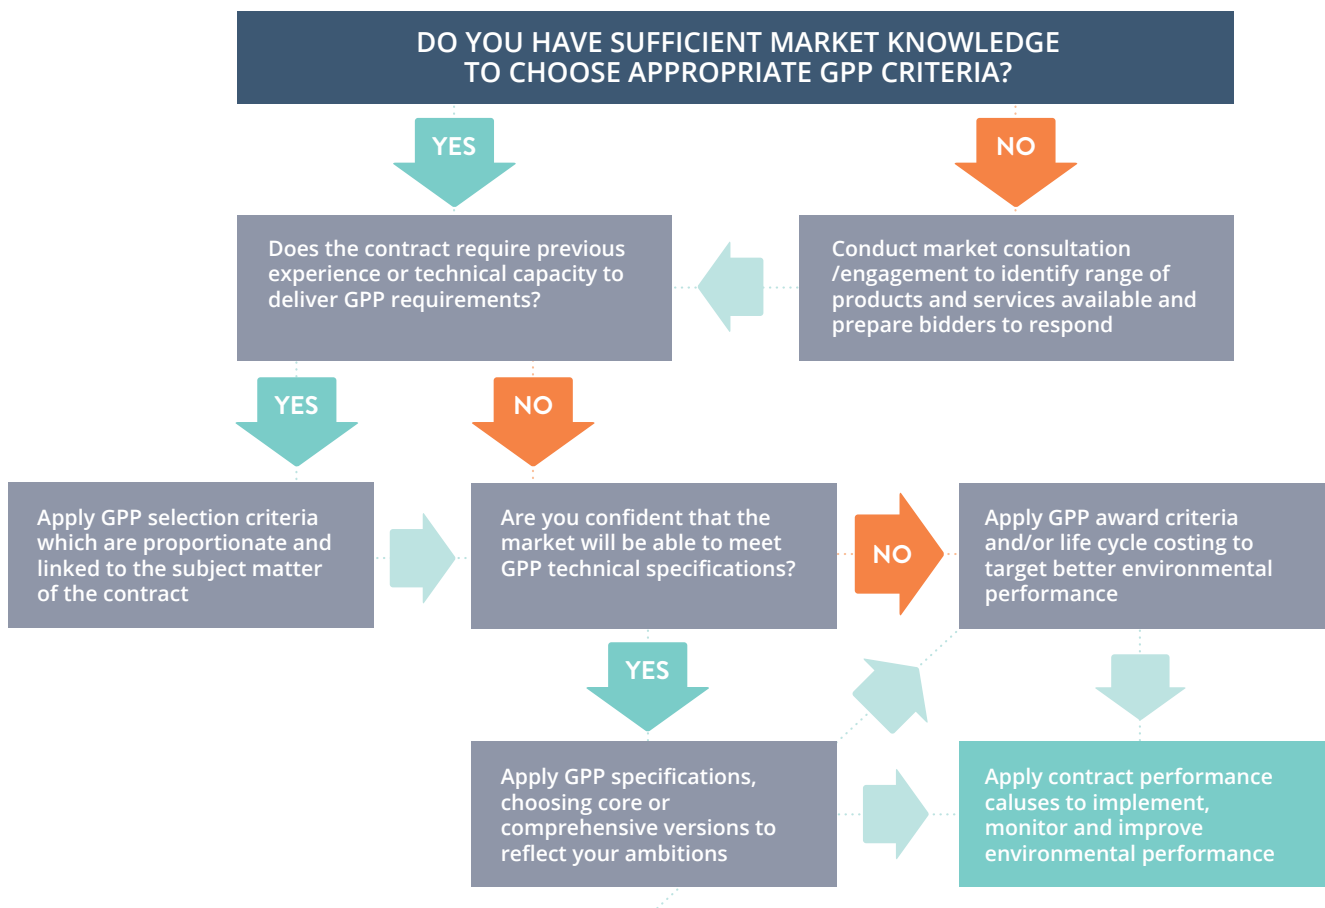 DO YOU HAVE SUFFICIENT MARKET KNOWLEDGE
TO CHOOSE APPROPRIATE GPP CRITERIA?
YES
NO
Does the contract require previous
experience or technical capacity to
deliver GPP requirements?
Conduct market consultation
/engagement to identify range of
products and services available and
prepare bidders to respond
YES
NO
Apply GPP selection criteria
which are proportionate and
linked to the subject matter
of the contract
Are you confident that the
market will be able to meet
GPP technical specifications?
NO
Apply GPP award criteria
and/or life cycle costing to
target better environmental
performance
YES
Apply GPP specifications,
choosing core or
comprehensive versions to
reflect your ambitions
Apply contract performance
caluses to implement,
monitor and improve
environmental performance